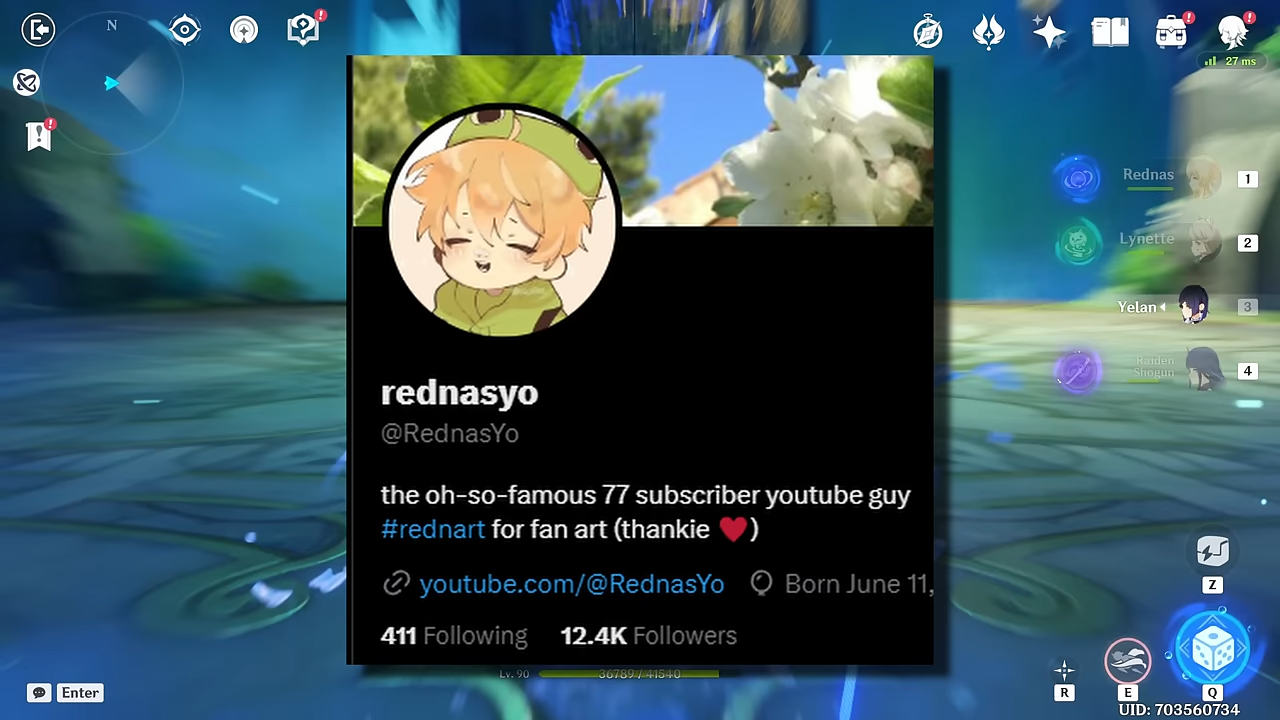 N
27 ms
Rednas
1
Lynette
2
Yelan
3
Raiden
Shogun
4
rednasyo
@RednasYo
the oh-so-famous 77 subscriber youtube guy
#rednart for fan art (thankie ❤️)
youtube.com/@RednasYo Born June 11,
411 Following 12.4K Followers
Lv. 90 36789 / 41540
Z
Enter
R
E
Q
UID: 703560734